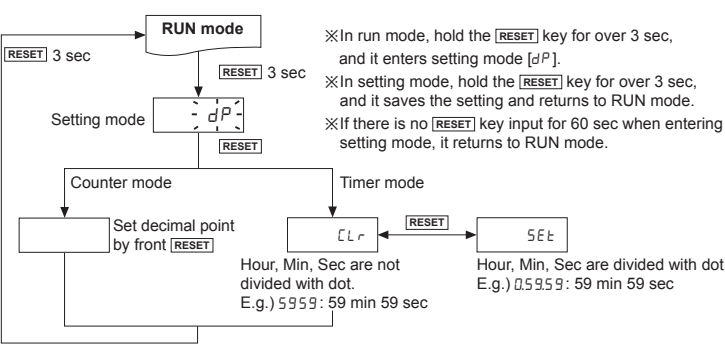 RUN mode
RESET 3 sec
RESET 3 sec
※In run mode, hold the RESET key for over 3 sec,
and it enters setting mode [dP].
※In setting mode, hold the RESET key for over 3 sec,
and it saves the setting and returns to RUN mode.
※If there is no RESET key input for 60 sec when entering
setting mode, it returns to RUN mode.
Setting mode
dP
RESET
Counter mode
Timer mode
Set decimal point
by front RESET
CLr
RESET
SEt
Hour, Min, Sec are not
divided with dot.
E.g.) 5959: 59 min 59 sec
Hour, Min, Sec are divided with dot
E.g.) 0.59.59: 59 min 59 sec